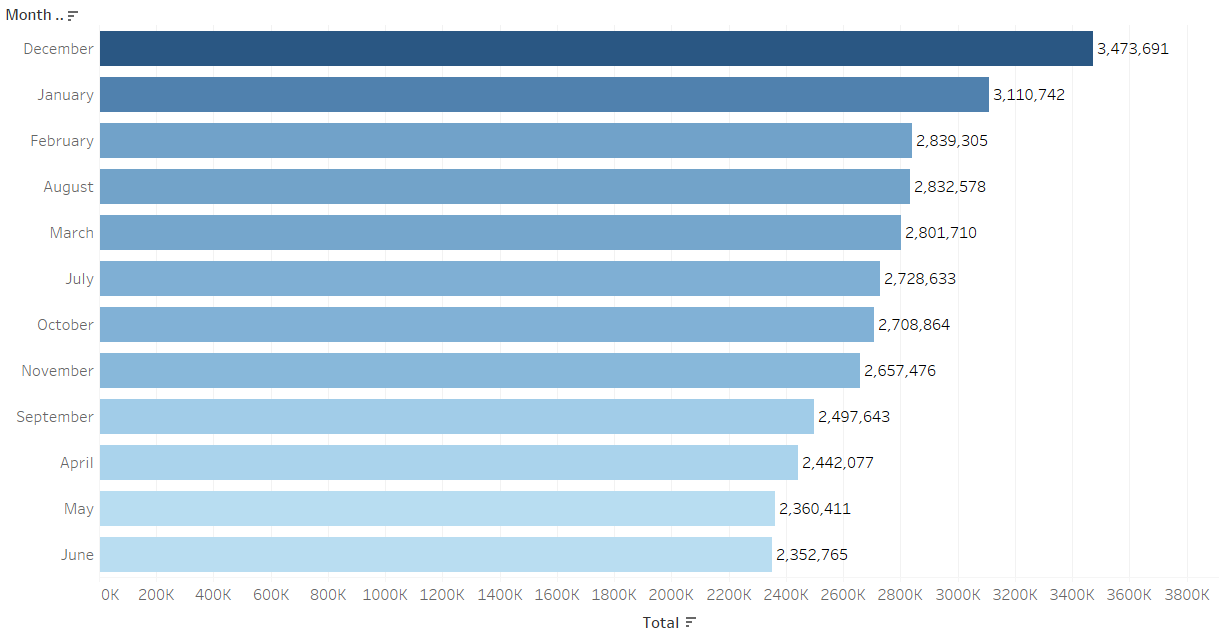 Month ..
December 3,473,691
January 3,110,742
February 2,839,305
August 2,832,578
March 2,801,710
July 2,728,633
October 2,708,864
November 2,657,476
September 2,497,643
April 2,442,077
May 2,360,411
June 2,352,765
0K 200K 400K 600K 800K 1000K 1200K 1400K 1600K 1800K 2000K 2200K 2400K 2600K 2800K 3000K 3200K 3400K 3600K 3800K
Total